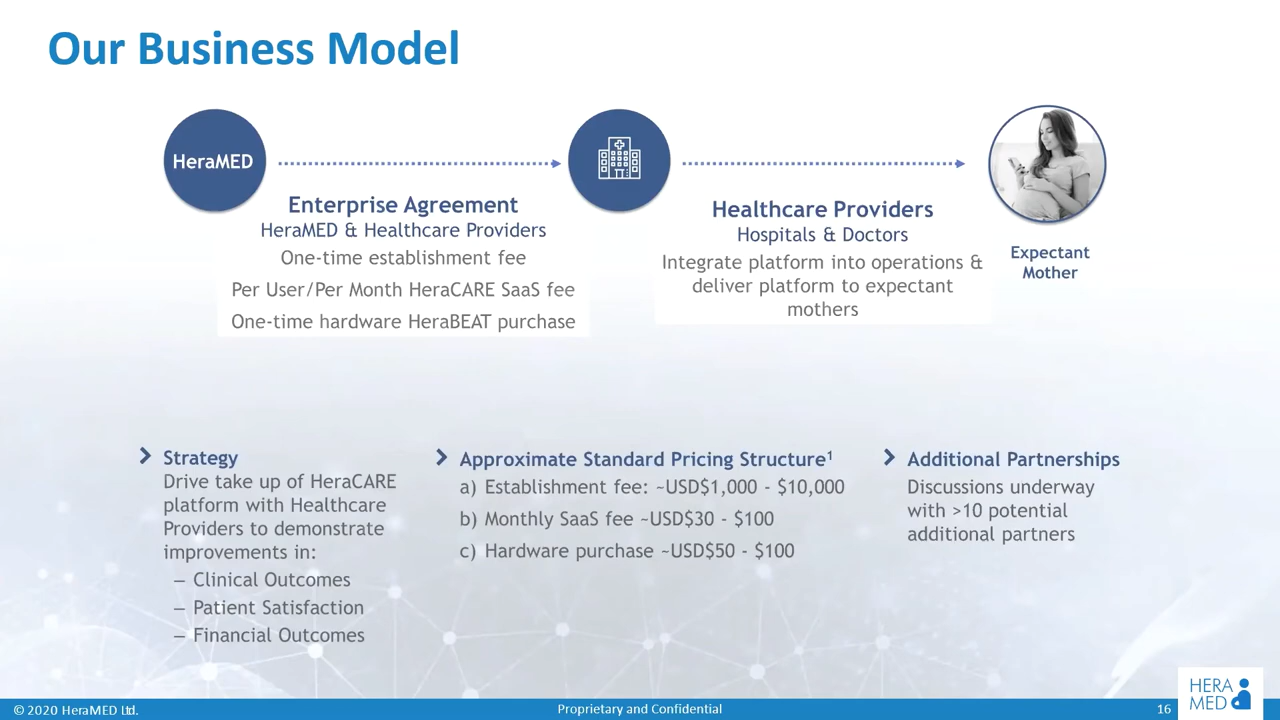 Our Business Model
HeraMED
Enterprise Agreement
HeraMED & Healthcare Providers
One-time establishment fee
Per User/Per Month HeraCARE SaaS fee
One-time hardware HeraBEAT purchase
Healthcare Providers
Hospitals & Doctors
Integrate platform into operations &
deliver platform to expectant
mothers
Expectant
Mother
Strategy
Drive take up of HeraCARE
platform with Healthcare
Providers to demonstrate
improvements in:
– Clinical Outcomes
– Patient Satisfaction
– Financial Outcomes
Approximate Standard Pricing Structure¹
a) Establishment fee: ~USD$1,000 - $10,000
b) Monthly SaaS fee ~USD$30 - $100
c) Hardware purchase ~USD$50 - $100
Additional Partnerships
Discussions underway
with >10 potential
additional partners
© 2020 HeraMED Ltd.
Proprietary and Confidential
16
HERA
MED